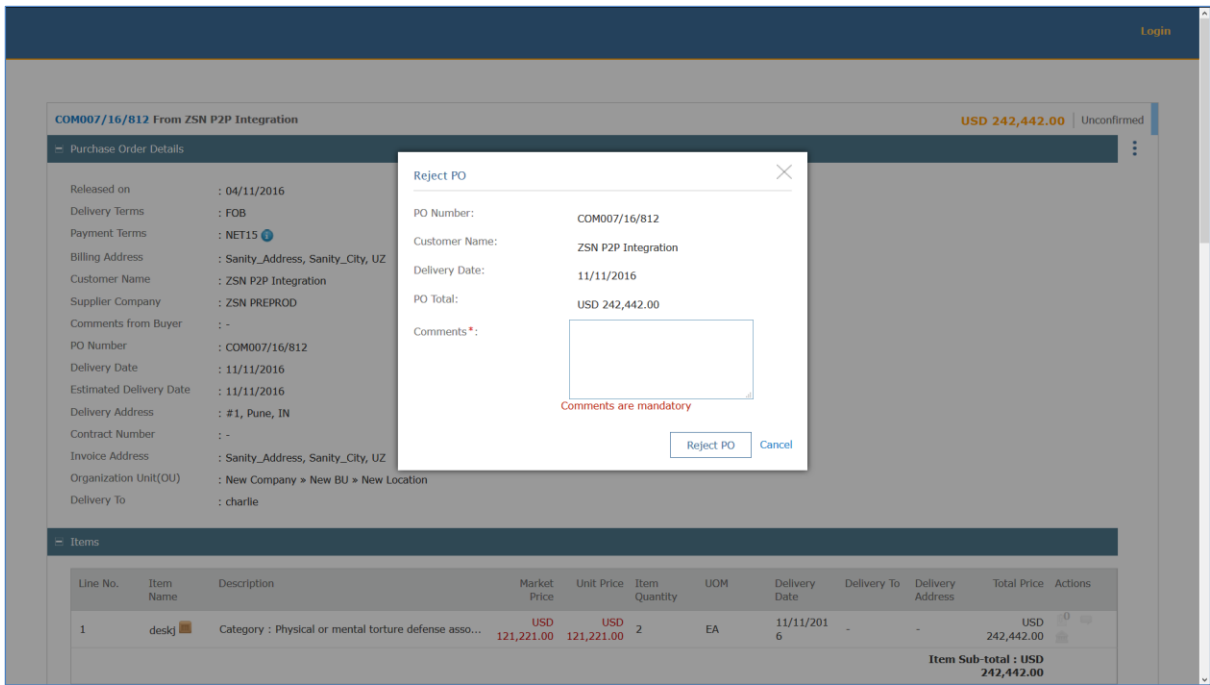 Login
COM007/16/812 From ZSN P2P Integration
USD 242,442.00 Unconfirmed
Purchase Order Details
Released on : 04/11/2016
Delivery Terms : FOB
Payment Terms : NET15
Billing Address : Sanity_Address, Sanity_City, UZ
Customer Name : ZSN P2P Integration
Supplier Company : ZSN PREPROD
Comments from Buyer : -
PO Number : COM007/16/812
Delivery Date : 11/11/2016
Estimated Delivery Date : 11/11/2016
Delivery Address : #1, Pune, IN
Contract Number : -
Invoice Address : Sanity_Address, Sanity_City, UZ
Organization Unit(OU) : New Company » New BU » New Location
Delivery To : charlie
Reject PO
PO Number: COM007/16/812
Customer Name: ZSN P2P Integration
Delivery Date: 11/11/2016
PO Total: USD 242,442.00
Comments*:
Comments are mandatory
Reject PO Cancel
Items
Line No. Item Name Description Market Price Unit Price Item Quantity UOM Delivery Date Delivery To Delivery Address Total Price Actions
1 deskj Category : Physical or mental torture defense asso... USD 121,221.00 USD 121,221.00 2 EA 11/11/2016 - - USD 242,442.00 0
Item Sub-total : USD
242,442.00